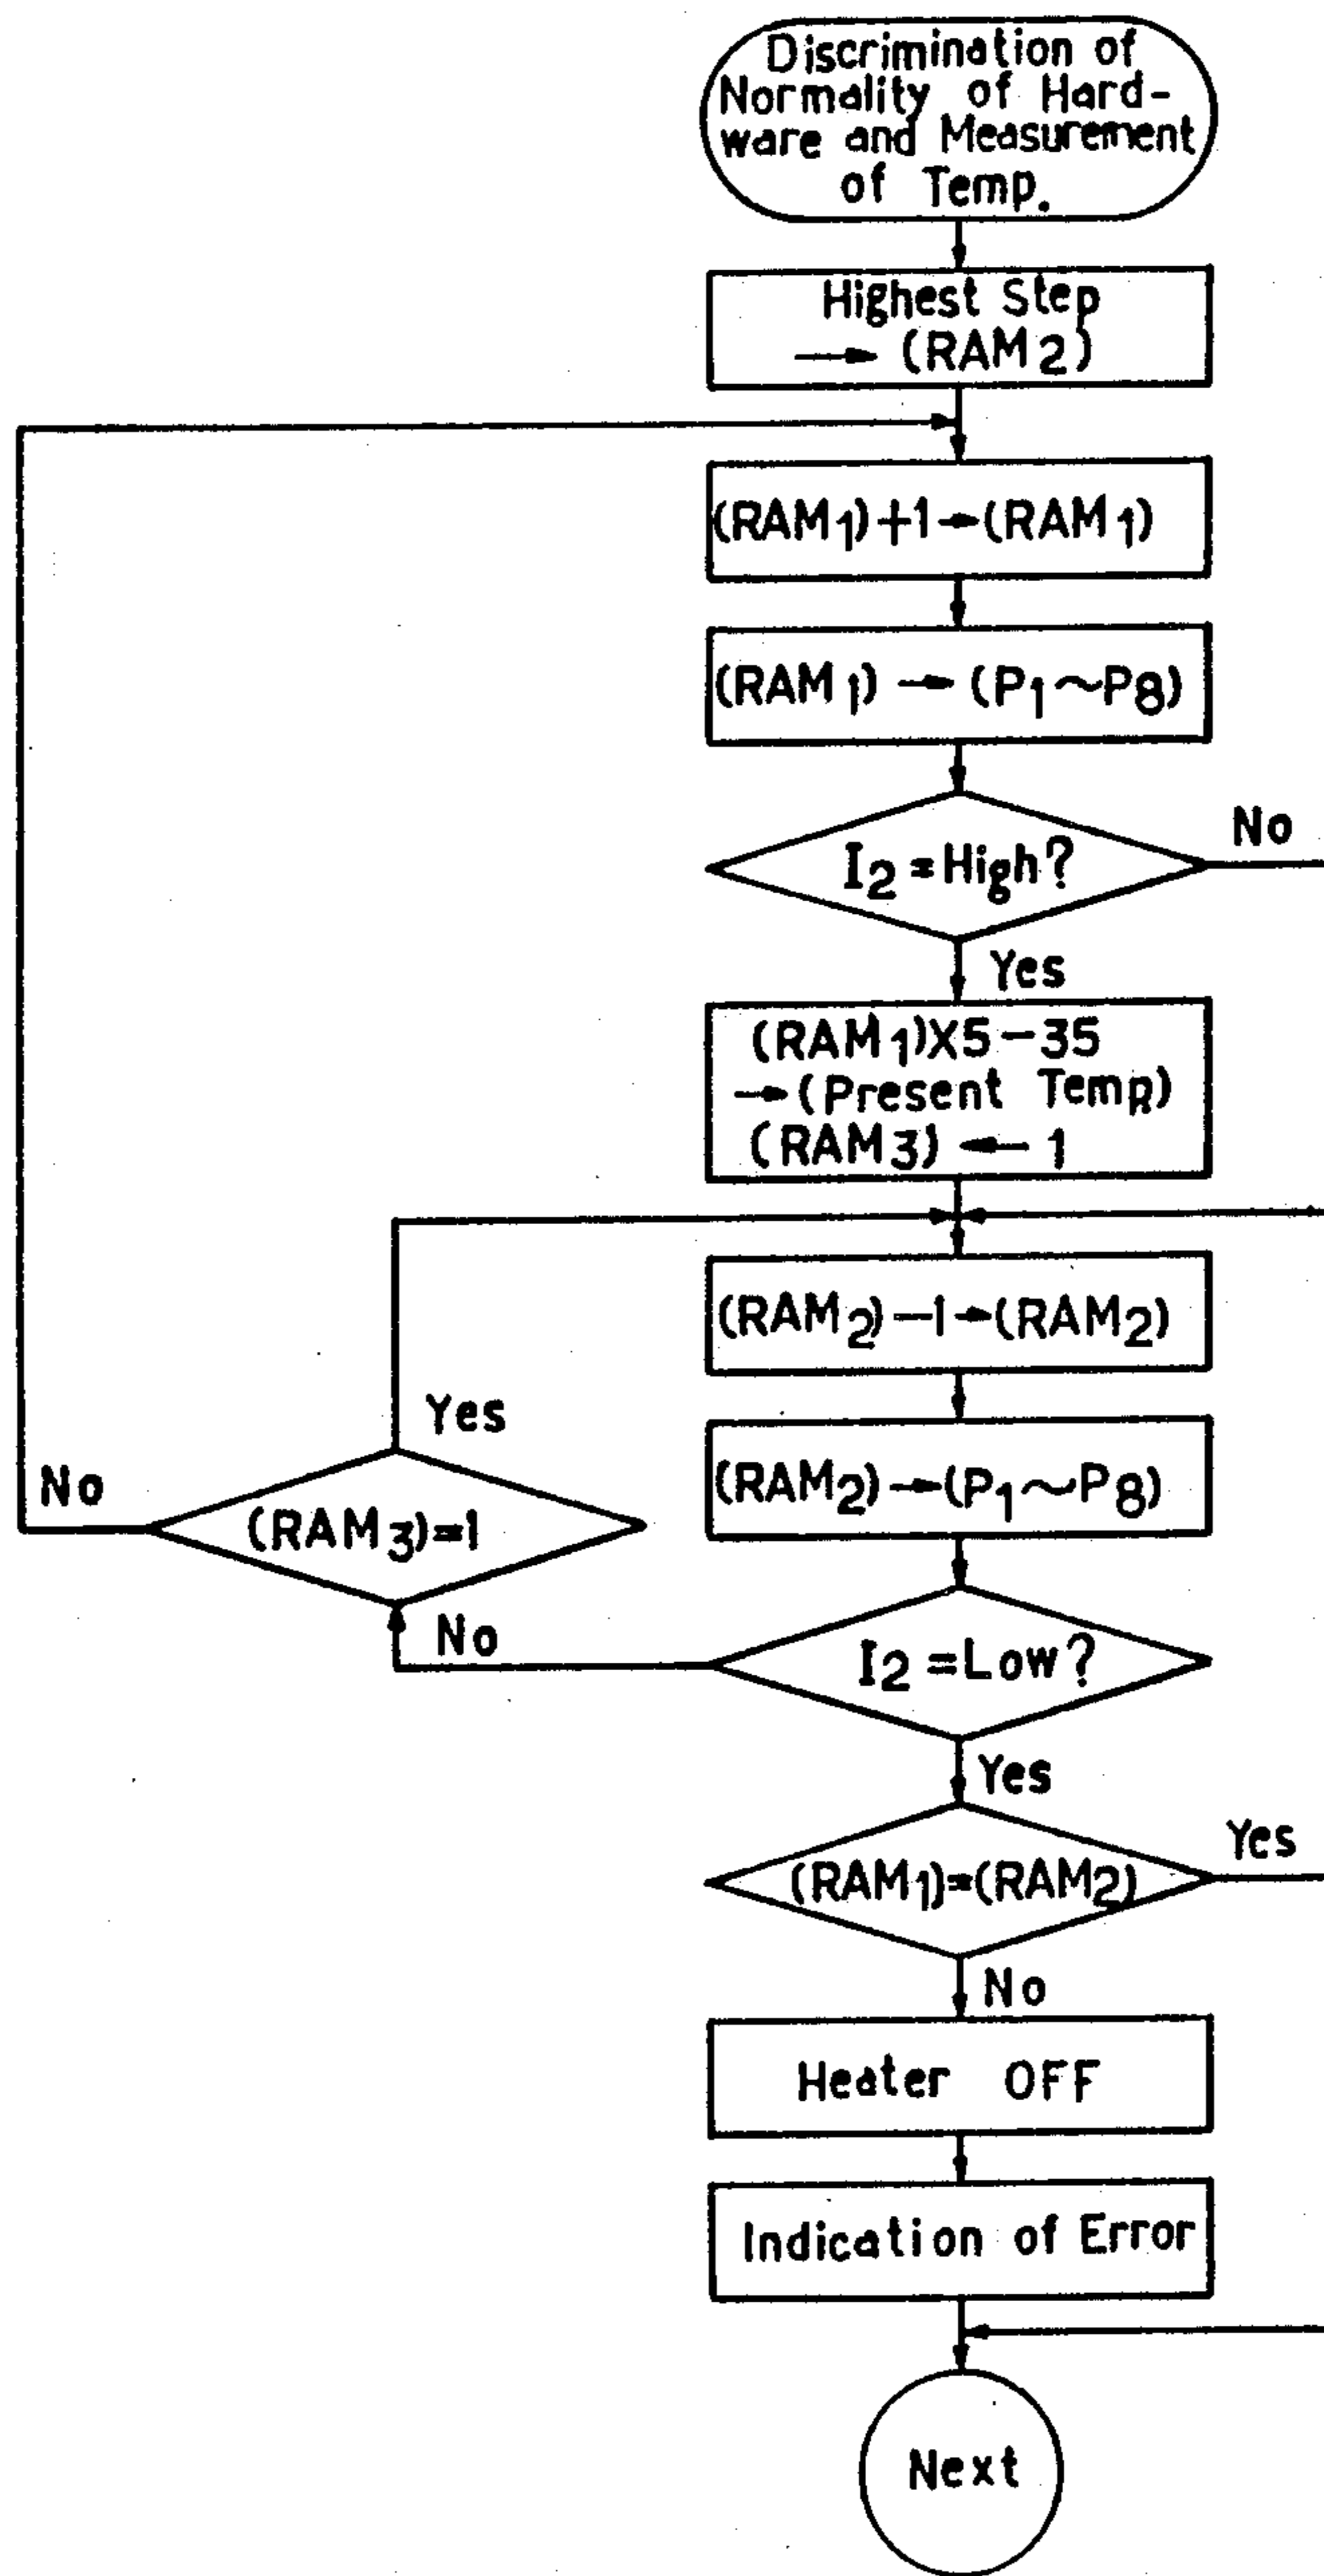 Discrimination of
Normality of Hard-
ware and Measurement
of Temp.
Highest Step
→ (RAM2)
(RAM1)+1→(RAM1)
(RAM1) → (P1~P8)
I2=High?
No
Yes
(RAM1)X5-35
→(Present Temp)
(RAM3) ← 1
(RAM2)-1→(RAM2)
Yes
(RAM2)→(P1~P8)
No
(RAM3)=1
No
I2=Low?
Yes
Yes
(RAM1)=(RAM2)
No
Heater OFF
Indication of Error
Next